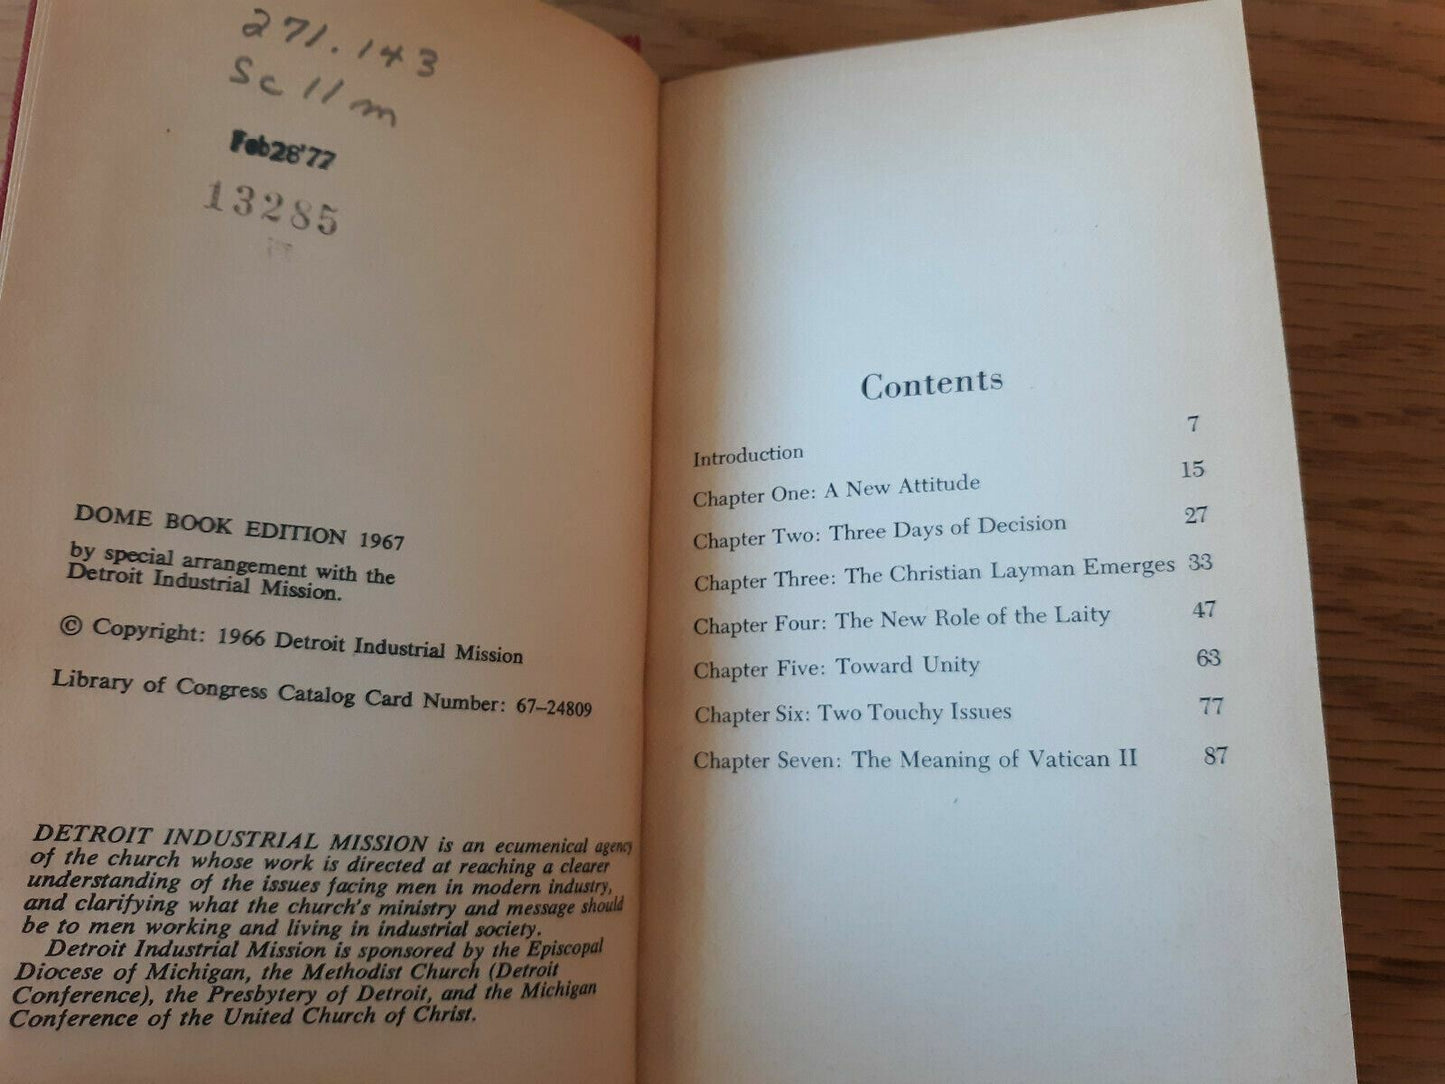 271.143
Sc11m
Feb28'77
13285
DOME BOOK EDITION 1967
by special arrangement with the
Detroit Industrial Mission.
© Copyright: 1966 Detroit Industrial Mission
Library of Congress Catalog Card Number: 67–24809
DETROIT INDUSTRIAL MISSION is an ecumenical agency
of the church whose work is directed at reaching a clearer
understanding of the issues facing men in modern industry,
and clarifying what the church's ministry and message should
be to men working and living in industrial society.
Detroit Industrial Mission is sponsored by the Episcopal
Diocese of Michigan, the Methodist Church (Detroit
Conference), the Presbytery of Detroit, and the Michigan
Conference of the United Church of Christ.
Contents
Introduction 7
Chapter One: A New Attitude 15
Chapter Two: Three Days of Decision 27
Chapter Three: The Christian Layman Emerges 33
Chapter Four: The New Role of the Laity 47
Chapter Five: Toward Unity 63
Chapter Six: Two Touchy Issues 77
Chapter Seven: The Meaning of Vatican II 87